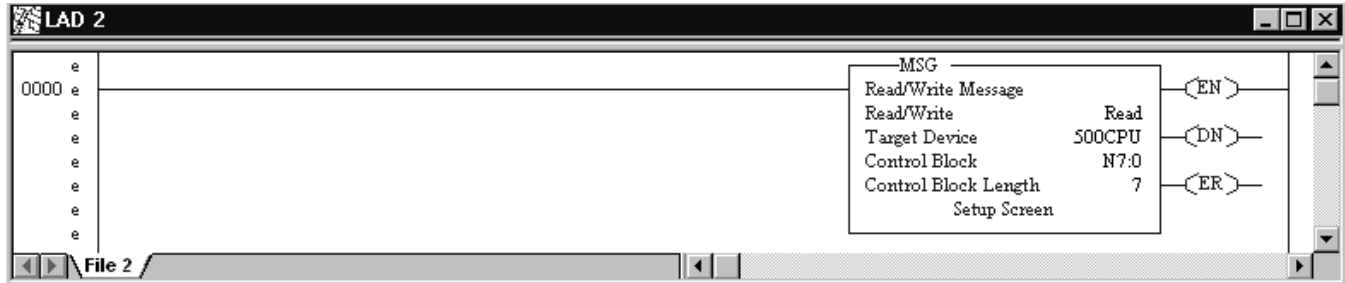 LAD 2
e
MSG
0000 e
Read/Write Message
EN
e
Read/Write Read
e
Target Device 500CPU
DN
e
Control Block N7:0
e
Control Block Length 7
ER
e
Setup Screen
e
File 2